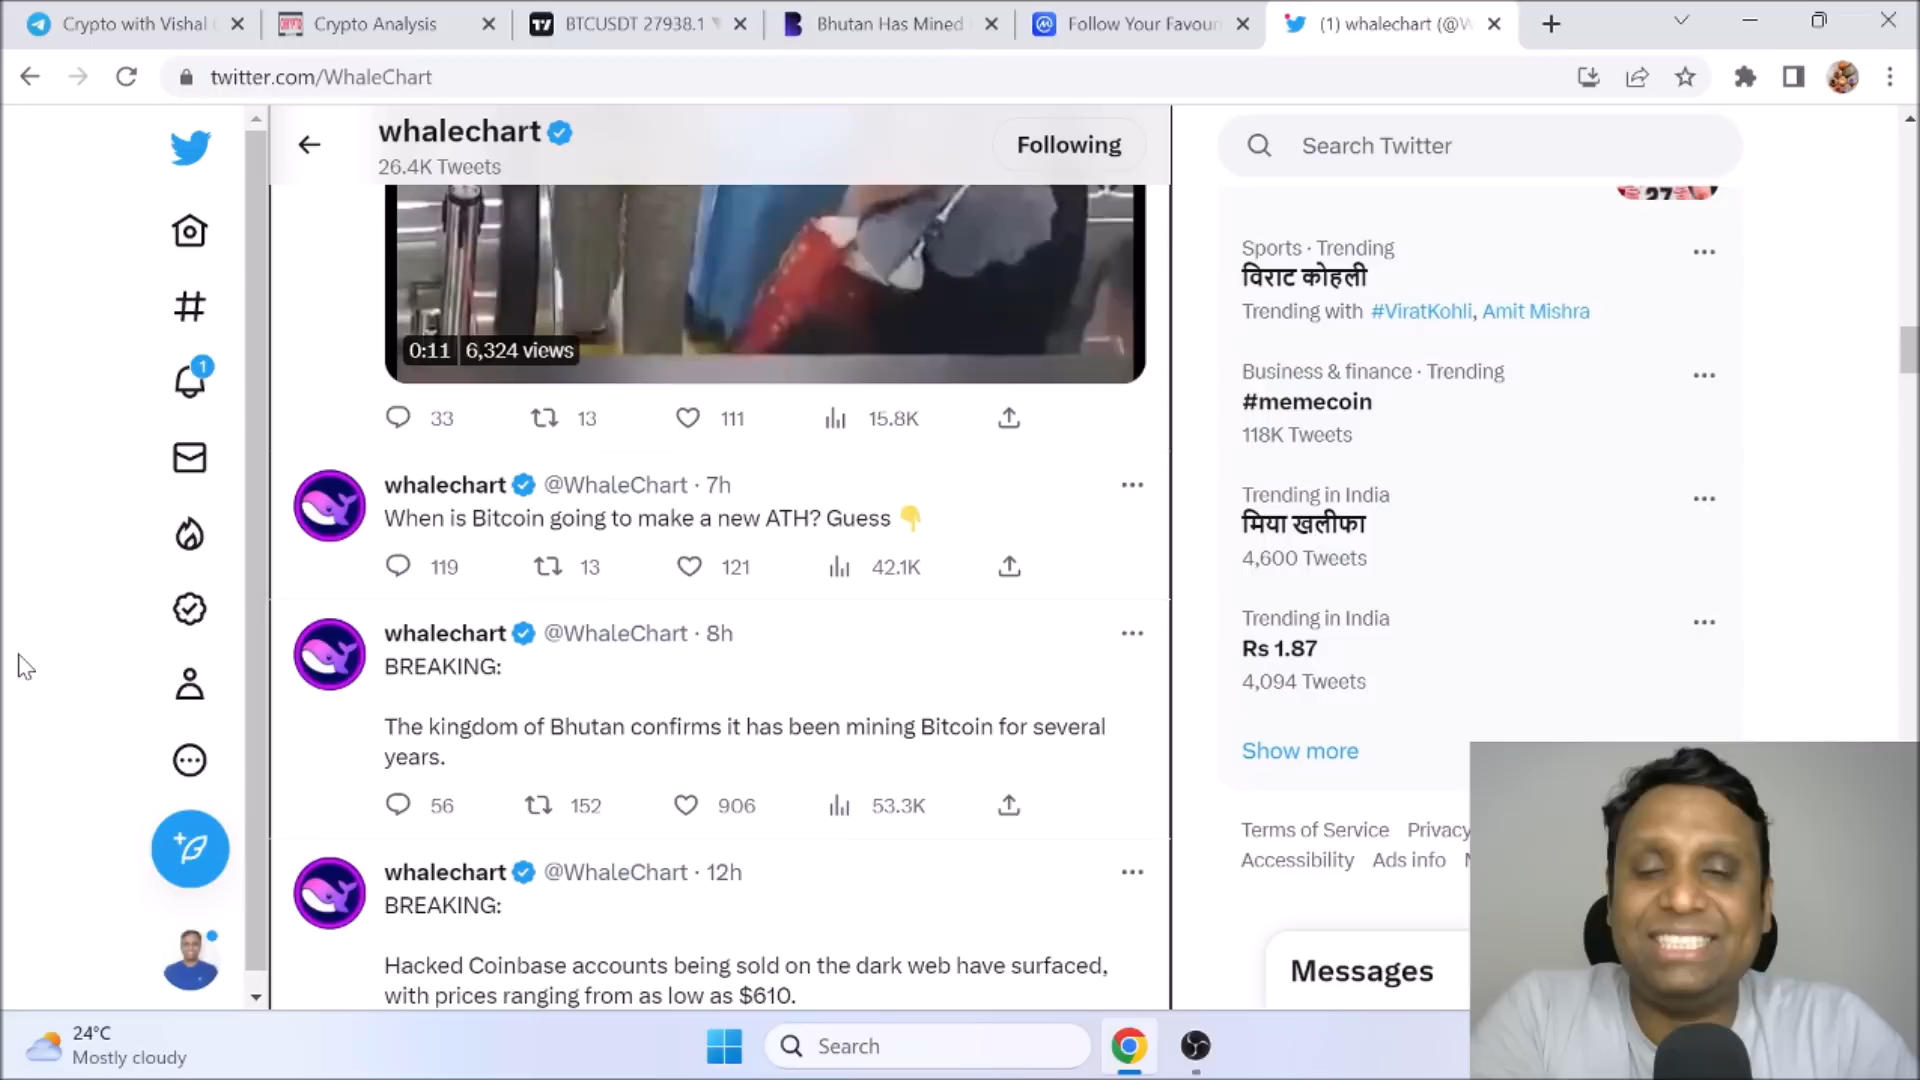 Crypto with Vishal
Crypto Analysis
BTCUSDT 27938.1
Bhutan Has Mined
Follow Your Favour
(1) whalechart (@W
twitter.com/WhaleChart
whalechart
26.4K Tweets
Following
Search Twitter
27
0:11 6,324 views
33 13 111 15.8K
whalechart @WhaleChart · 7h
When is Bitcoin going to make a new ATH? Guess 👇
119 13 121 42.1K
whalechart @WhaleChart · 8h
BREAKING:
The kingdom of Bhutan confirms it has been mining Bitcoin for several
years.
56 152 906 53.3K
whalechart @WhaleChart · 12h
BREAKING:
Hacked Coinbase accounts being sold on the dark web have surfaced,
with prices ranging from as low as $610.
1
Sports · Trending
विराट कोहली
Trending with #ViratKohli, Amit Mishra
Business & finance · Trending
#memecoin
118K Tweets
Trending in India
मिया खलीफा
4,600 Tweets
Trending in India
Rs 1.87
4,094 Tweets
Show more
Terms of Service Privacy
Accessibility Ads info
Messages
24°C
Mostly cloudy
Search